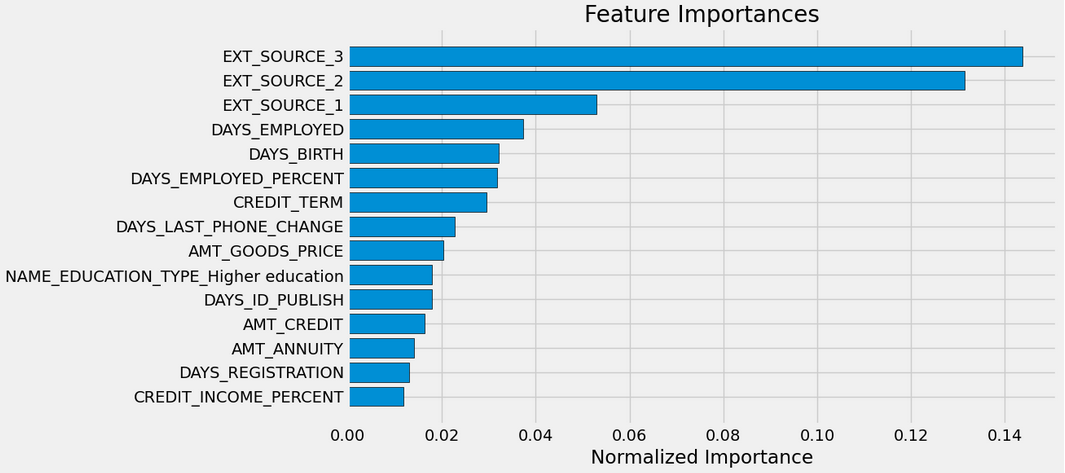 Feature Importances
EXT_SOURCE_3
EXT_SOURCE_2
EXT_SOURCE_1
DAYS_EMPLOYED
DAYS_BIRTH
DAYS_EMPLOYED_PERCENT
CREDIT_TERM
DAYS_LAST_PHONE_CHANGE
AMT_GOODS_PRICE
NAME_EDUCATION_TYPE_Higher education
DAYS_ID_PUBLISH
AMT_CREDIT
AMT_ANNUITY
DAYS_REGISTRATION
CREDIT_INCOME_PERCENT
0.00 0.02 0.04 0.06 0.08 0.10 0.12 0.14
Normalized Importance